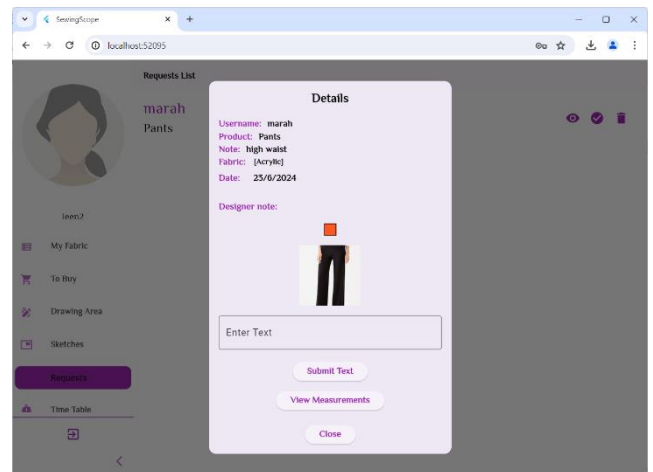 SewingScope
localhost:52095
Requests List
marah
Pants
leen2
My Fabric
To Buy
Drawing Area
Sketches
Requests
Time Table
Details
Username: marah
Product: Pants
Note: high waist
Fabric: [Acrylic]
Date: 23/6/2024
Designer note:
Enter Text
Submit Text
View Measurements
Close